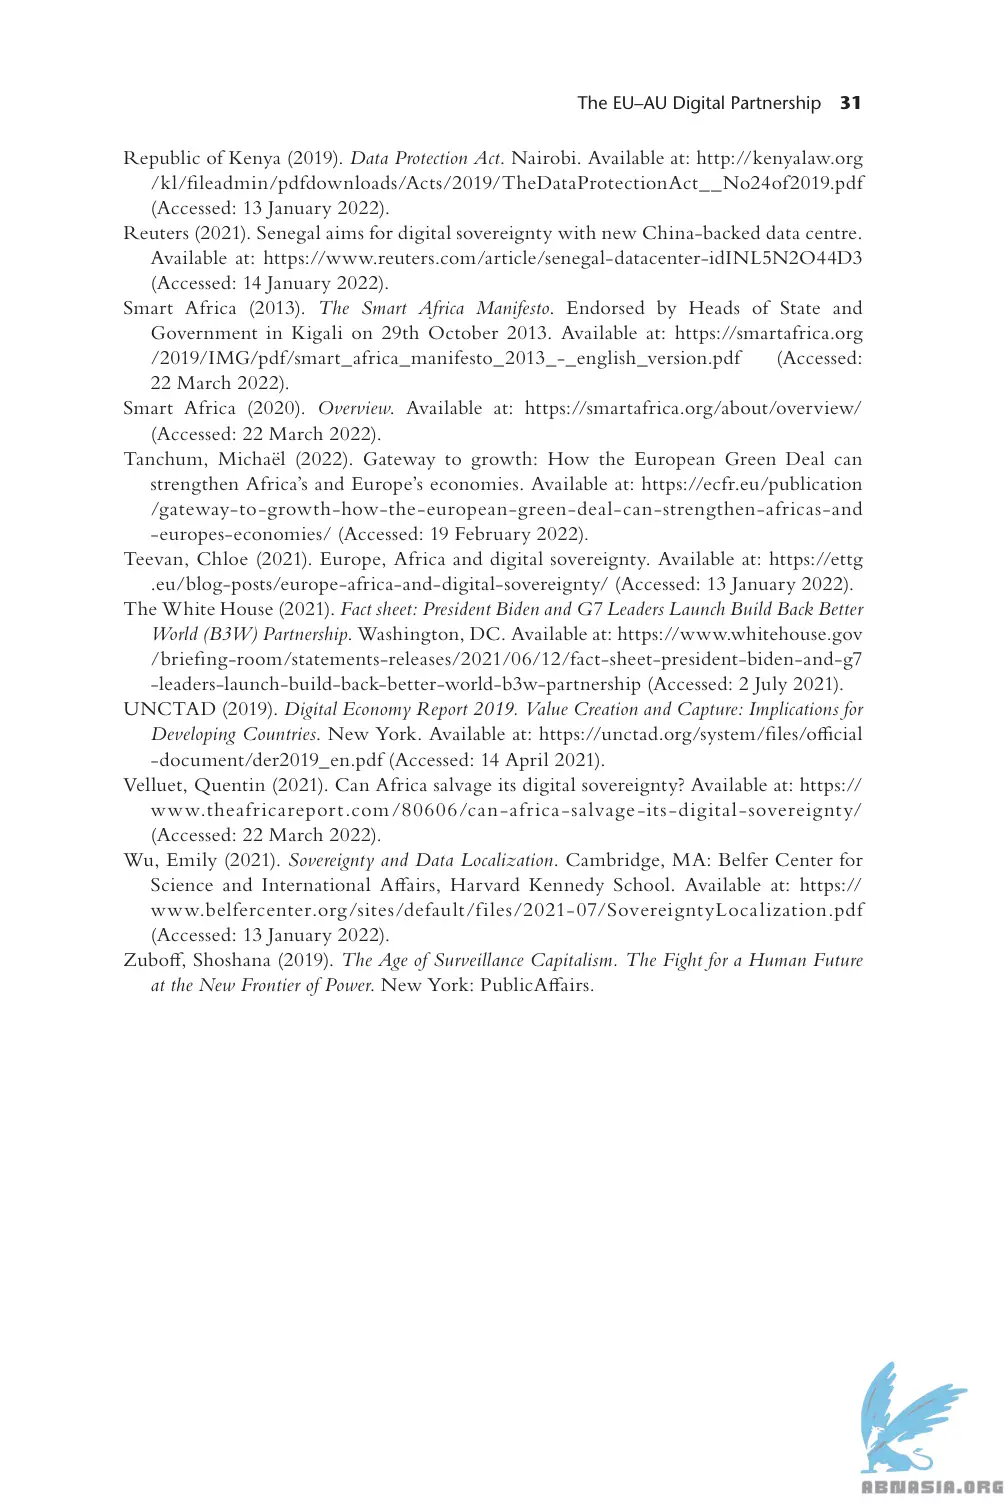 The EU–AU Digital Partnership 31
Republic of Kenya (2019). Data Protection Act. Nairobi. Available at: http://kenyalaw.org
/kl/fileadmin/pdfdownloads/Acts/2019/TheDataProtectionAct__No24of2019.pdf
(Accessed: 13 January 2022).
Reuters (2021). Senegal aims for digital sovereignty with new China-backed data centre.
Available at: https://www.reuters.com/article/senegal-datacenter-idINL5N2O44D3
(Accessed: 14 January 2022).
Smart Africa (2013). The Smart Africa Manifesto. Endorsed by Heads of State and
Government in Kigali on 29th October 2013. Available at: https://smartafrica.org
/2019/IMG/pdf/smart_africa_manifesto_2013_-_english_version.pdf (Accessed:
22 March 2022).
Smart Africa (2020). Overview. Available at: https://smartafrica.org/about/overview/
(Accessed: 22 March 2022).
Tanchum, Michaël (2022). Gateway to growth: How the European Green Deal can
strengthen Africa’s and Europe’s economies. Available at: https://ecfr.eu/publication
/gateway-to-growth-how-the-european-green-deal-can-strengthen-africas-and
-europes-economies/ (Accessed: 19 February 2022).
Teevan, Chloe (2021). Europe, Africa and digital sovereignty. Available at: https://ettg
.eu/blog-posts/europe-africa-and-digital-sovereignty/ (Accessed: 13 January 2022).
The White House (2021). Fact sheet: President Biden and G7 Leaders Launch Build Back Better
World (B3W) Partnership. Washington, DC. Available at: https://www.whitehouse.gov
/briefing-room/statements-releases/2021/06/12/fact-sheet-president-biden-and-g7
-leaders-launch-build-back-better-world-b3w-partnership (Accessed: 2 July 2021).
UNCTAD (2019). Digital Economy Report 2019. Value Creation and Capture: Implications for
Developing Countries. New York. Available at: https://unctad.org/system/files/official
-document/der2019_en.pdf (Accessed: 14 April 2021).
Velluet, Quentin (2021). Can Africa salvage its digital sovereignty? Available at: https://
www.theafricareport.com/80606/can-africa-salvage-its-digital-sovereignty/
(Accessed: 22 March 2022).
Wu, Emily (2021). Sovereignty and Data Localization. Cambridge, MA: Belfer Center for
Science and International Affairs, Harvard Kennedy School. Available at: https://
www.belfercenter.org/sites/default/files/2021-07/SovereigntyLocalization.pdf
(Accessed: 13 January 2022).
Zuboff, Shoshana (2019). The Age of Surveillance Capitalism. The Fight for a Human Future
at the New Frontier of Power. New York: PublicAffairs.
ABNASIA.ORG